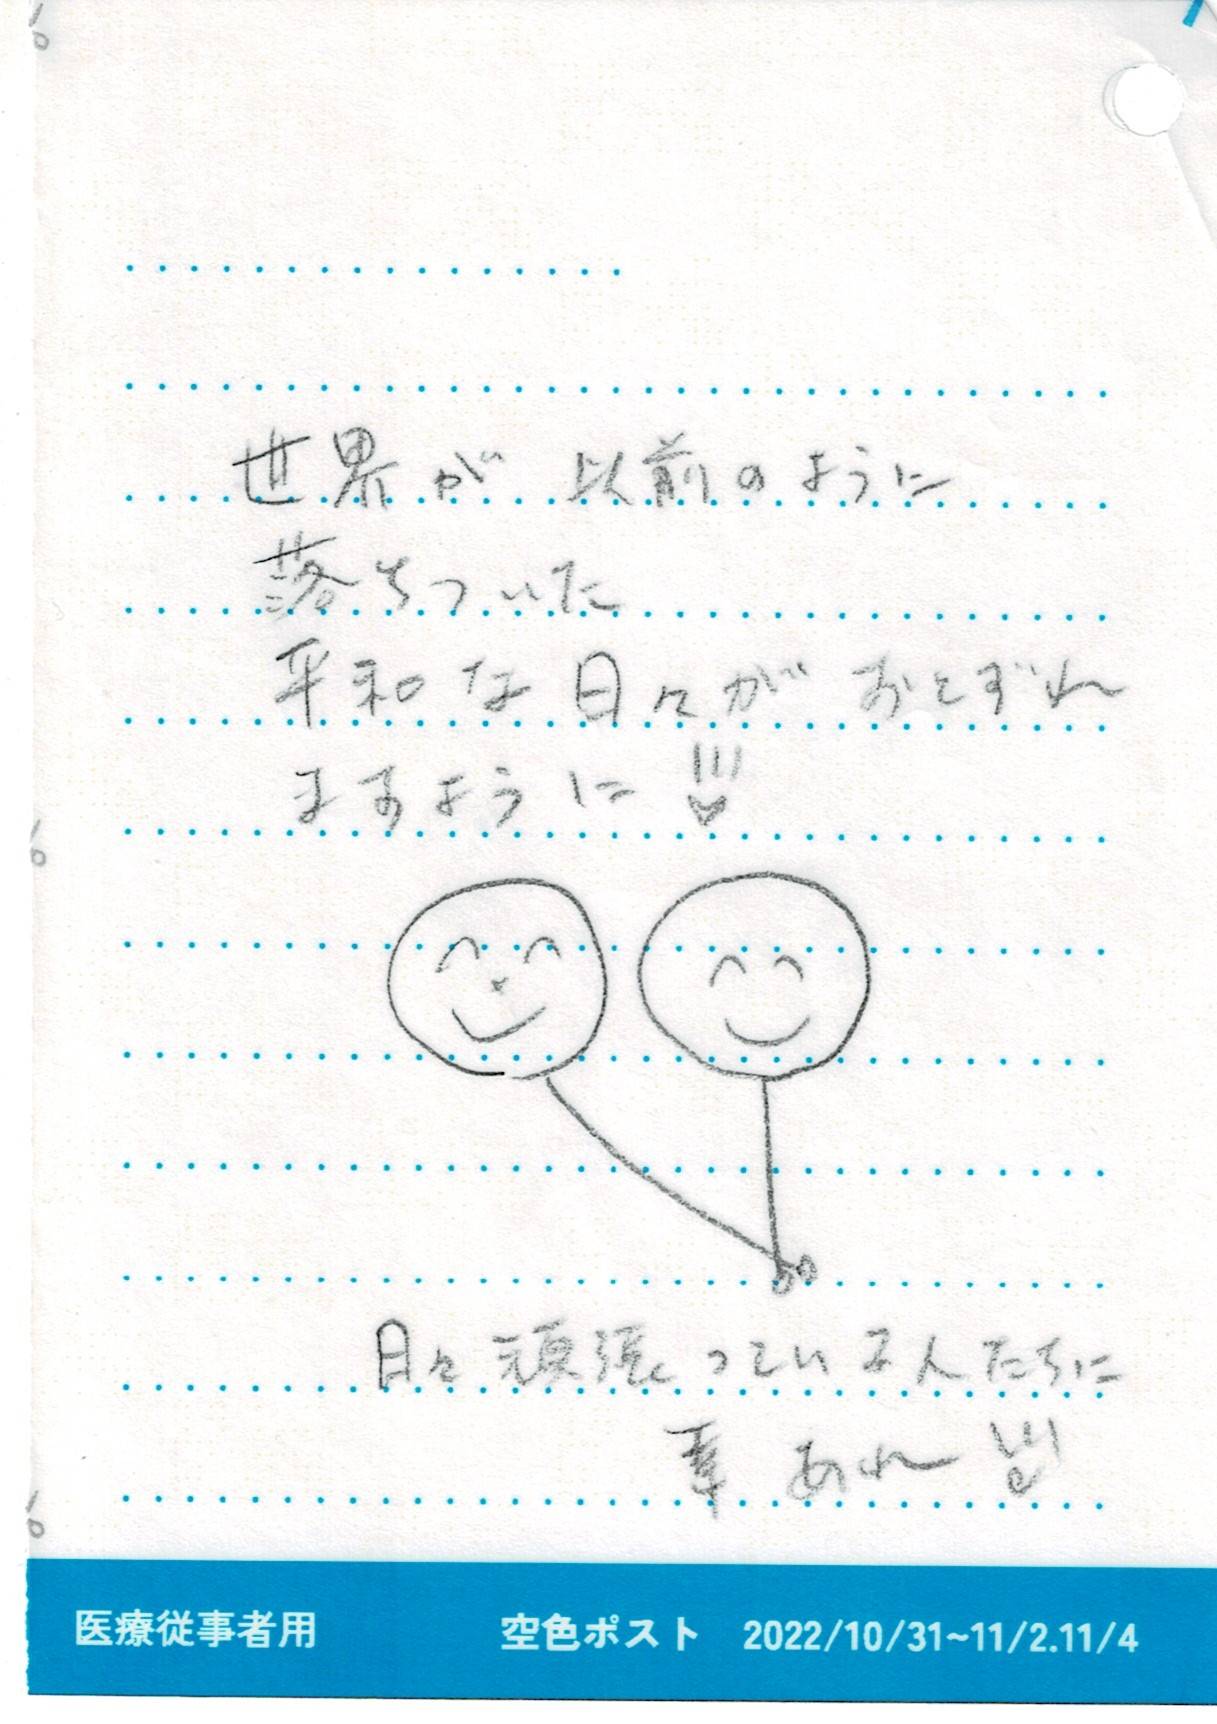 世界が 以前のように
落ちついた
平和な日々が おとずれ
ますように!!!
日々頑張っている人たちに
幸 あれ!!!
医療従事者用 空色ポスト 2022/10/31~11/2.11/4